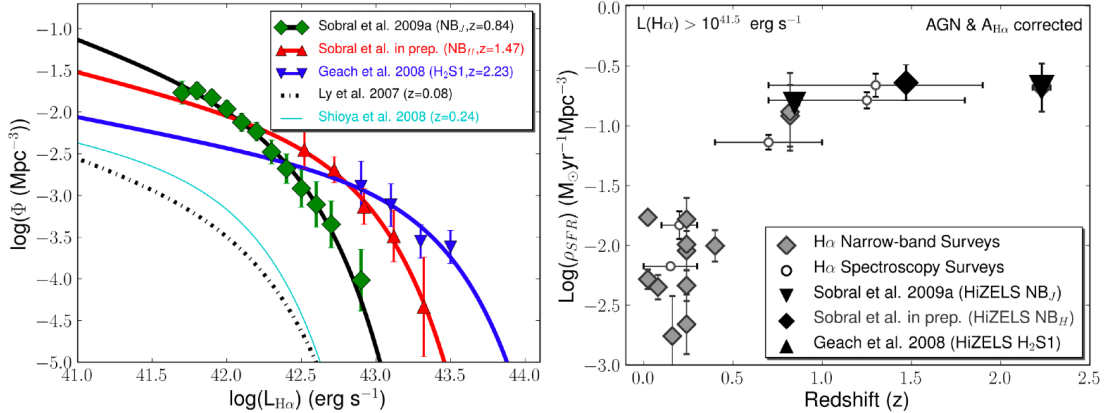 −1.0
−1.5
−2.0
−2.5
−3.0
−3.5
−4.0
−4.5
−5.0
log(Φ (Mpc⁻³))
Sobral et al. 2009a (NB_J,z=0.84)
Sobral et al. in prep. (NB_H,z=1.47)
Geach et al. 2008 (H₂S1,z=2.23)
Ly et al. 2007 (z=0.08)
Shioya et al. 2008 (z=0.24)
41.0 41.5 42.0 42.5 43.0 43.5 44.0
log(L_Hα) (erg s⁻¹)
0.0
−0.5
−1.0
−1.5
−2.0
−2.5
−3.0
Log(ρ_SFR) (M⊙yr⁻¹Mpc⁻³)
L(Hα) > 10^41.5 erg s⁻¹
AGN & A_Hα corrected
Hα Narrow-band Surveys
Hα Spectroscopy Surveys
Sobral et al. 2009a (HiZELS NB_J)
Sobral et al. in prep. (HiZELS NB_H)
Geach et al. 2008 (HiZELS H₂S1)
0.5 1.0 1.5 2.0 2.5
Redshift (z)